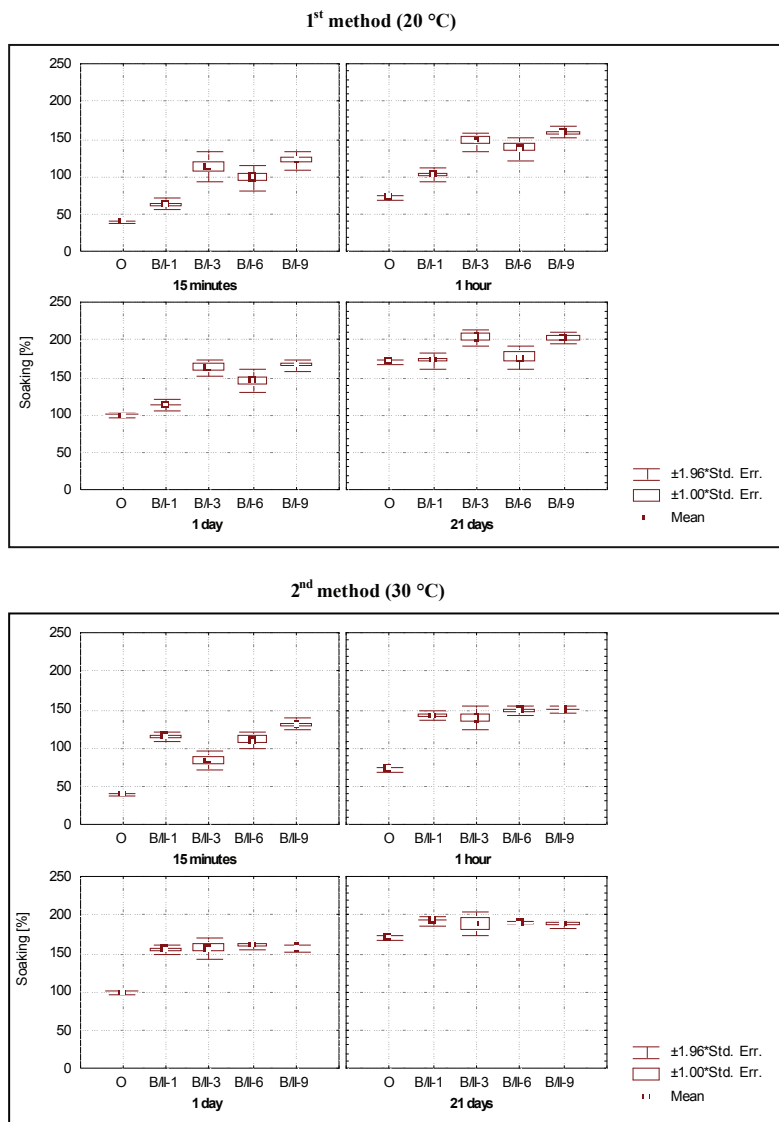 1st method (20 °C)
250
200
150
100
50
0
O B/I-1 B/I-3 B/I-6 B/I-9 O B/I-1 B/I-3 B/I-6 B/I-9
15 minutes 1 hour
250
200
150
100
50
0
Soaking [%]
O B/I-1 B/I-3 B/I-6 B/I-9 O B/I-1 B/I-3 B/I-6 B/I-9
1 day 21 days
±1.96*Std. Err.
±1.00*Std. Err.
Mean
2nd method (30 °C)
250
200
150
100
50
0
O B/II-1 B/II-3 B/II-6 B/II-9 O B/II-1 B/II-3 B/II-6 B/II-9
15 minutes 1 hour
250
200
150
100
50
0
Soaking [%]
O B/II-1 B/II-3 B/II-6 B/II-9 O B/II-1 B/II-3 B/II-6 B/II-9
1 day 21 days
±1.96*Std. Err.
±1.00*Std. Err.
Mean